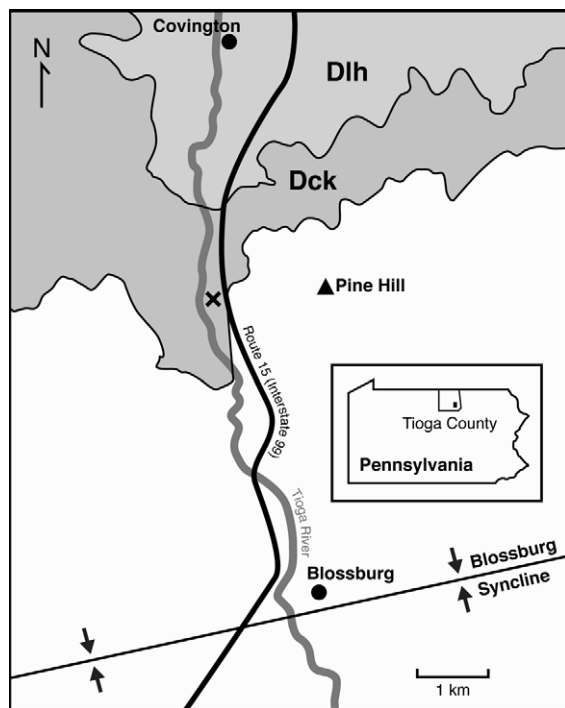 Covington
N
Dlh
Dck
Pine Hill
Route 15 (Interstate 99)
Tioga County
Pennsylvania
Tioga River
Blossburg
Syncline
Blossburg
1 km